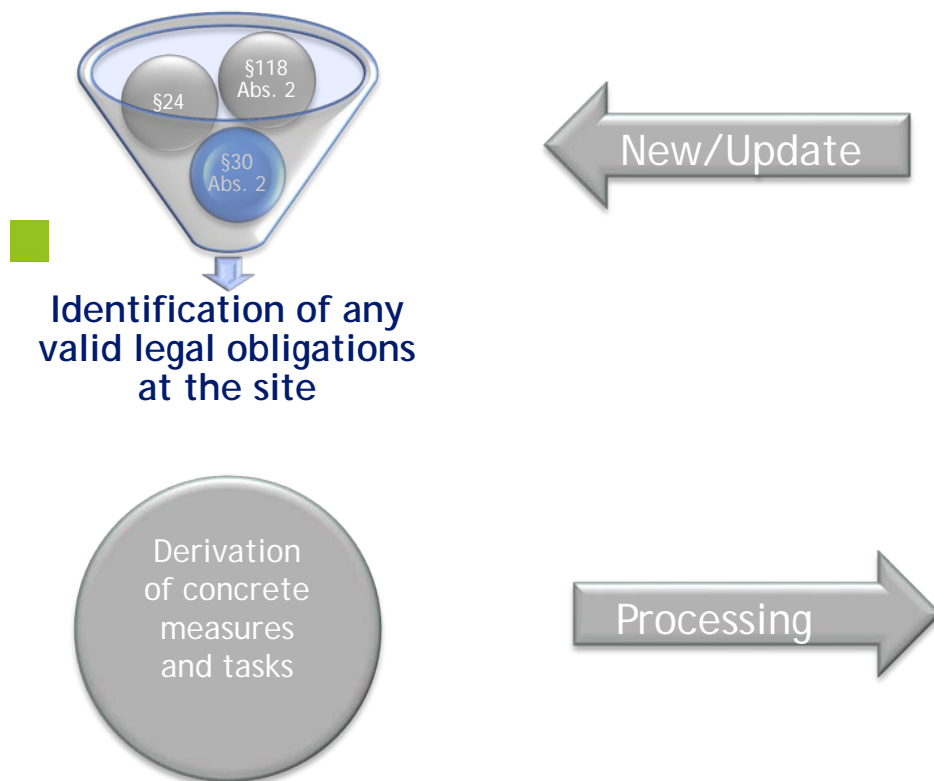 §24
§118
Abs. 2
§30
Abs. 2
New/Update
Identification of any
valid legal obligations
at the site
Derivation
of concrete
measures
and tasks
Processing